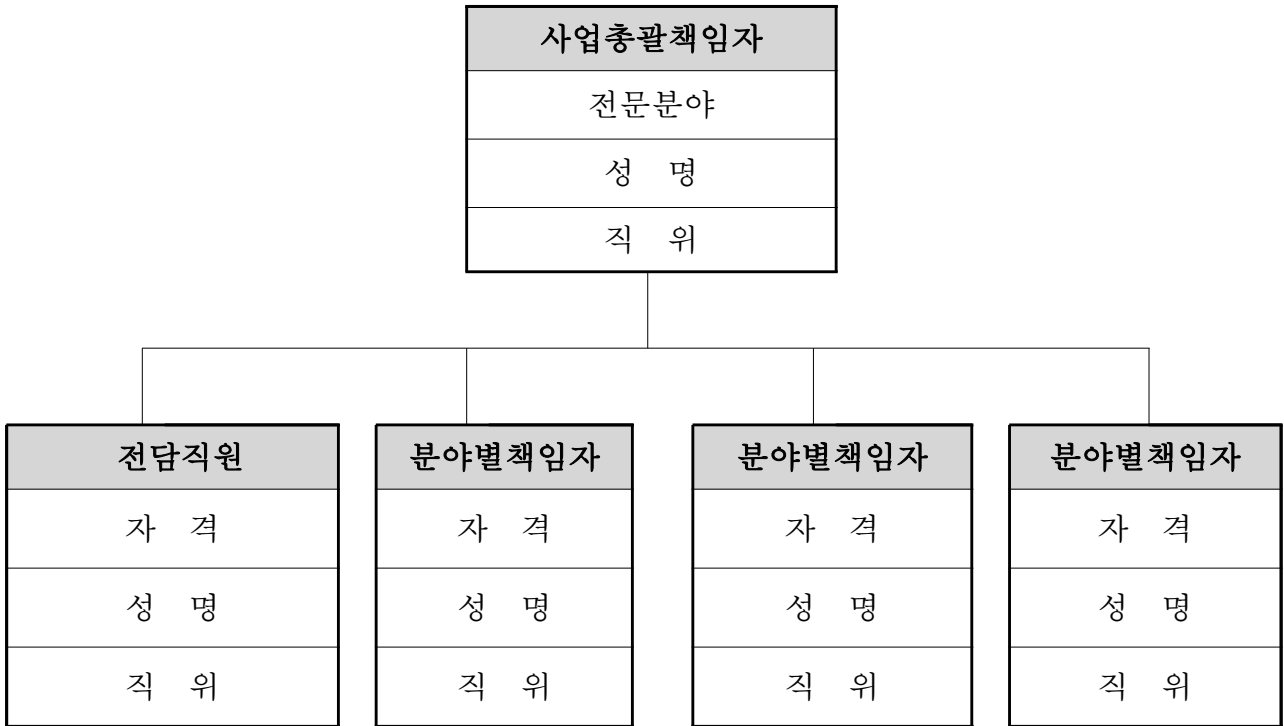 사업총괄책임자
전문분야
성 명
직 위
전담직원
자 격
성 명
직 위
분야별책임자
자 격
성 명
직 위
분야별책임자
자 격
성 명
직 위
분야별책임자
자 격
성 명
직 위